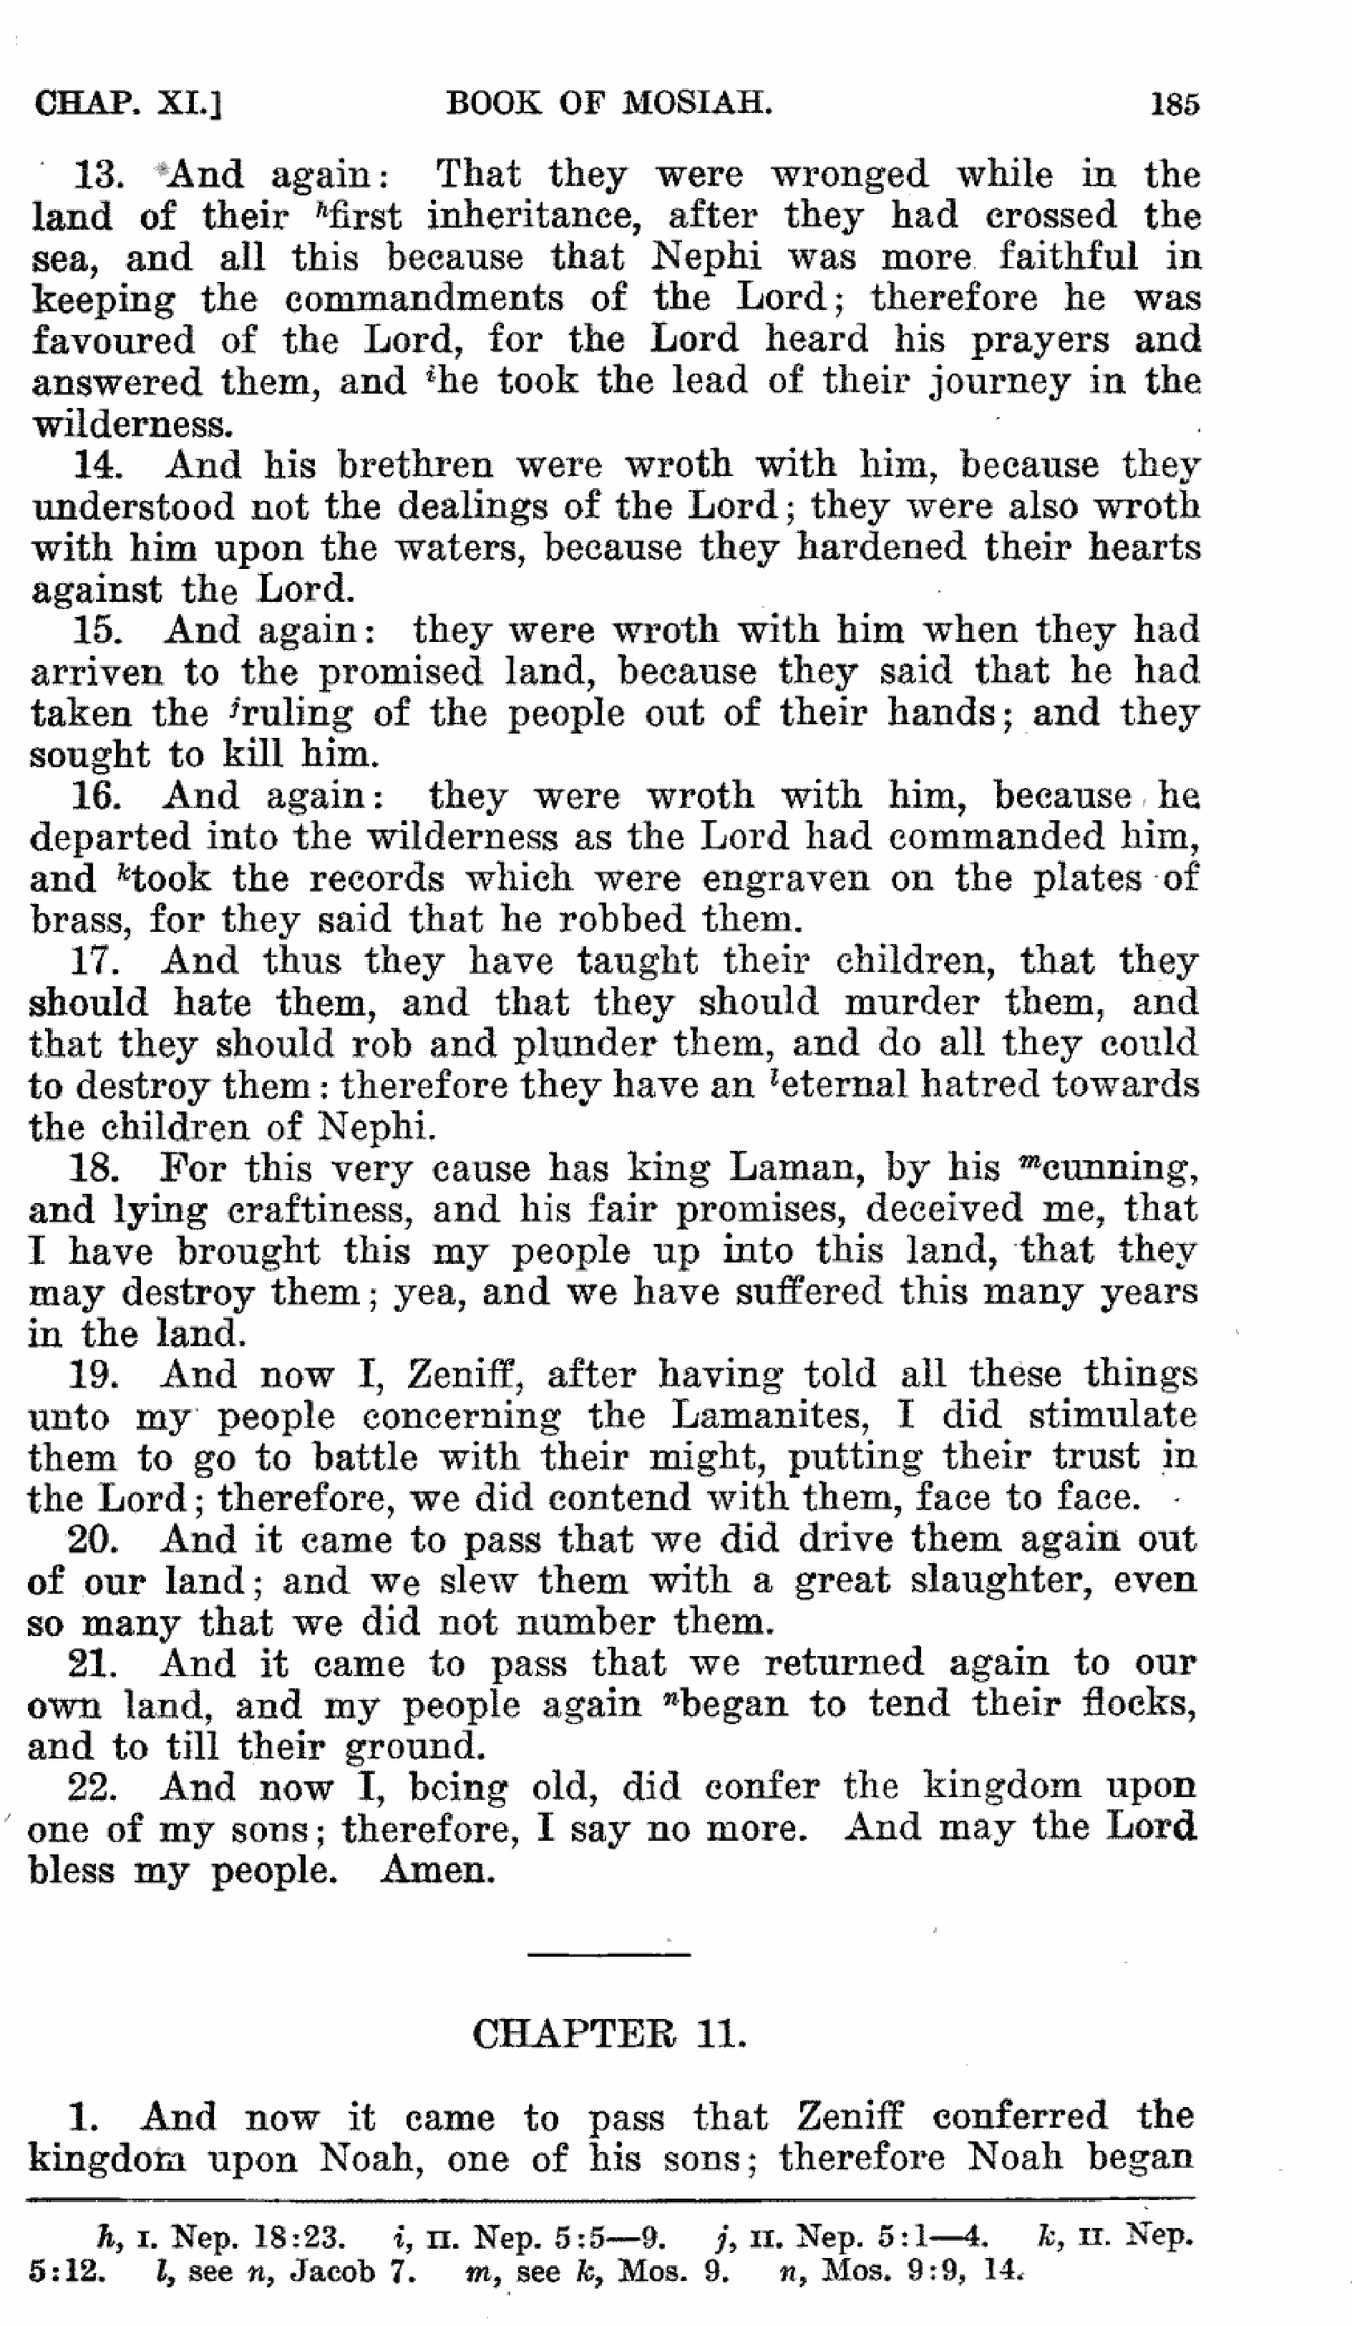 CHAP. XI.] BOOK OF MOSIAH. 185
13. *And again: That they were wronged while in the
land of their hfirst inheritance, after they had crossed the
sea, and all this because that Nephi was more faithful in
keeping the commandments of the Lord; therefore he was
favoured of the Lord, for the Lord heard his prayers and
answered them, and ihe took the lead of their journey in the
wilderness.
14. And his brethren were wroth with him, because they
understood not the dealings of the Lord; they were also wroth
with him upon the waters, because they hardened their hearts
against the Lord.
15. And again: they were wroth with him when they had
arriven to the promised land, because they said that he had
taken the jruling of the people out of their hands; and they
sought to kill him.
16. And again: they were wroth with him, because he
departed into the wilderness as the Lord had commanded him,
and ktook the records which were engraven on the plates of
brass, for they said that he robbed them.
17. And thus they have taught their children, that they
should hate them, and that they should murder them, and
that they should rob and plunder them, and do all they could
to destroy them: therefore they have an leternal hatred towards
the children of Nephi.
18. For this very cause has king Laman, by his mcunning,
and lying craftiness, and his fair promises, deceived me, that
I have brought this my people up into this land, that they
may destroy them; yea, and we have suffered this many years
in the land.
19. And now I, Zeniff, after having told all these things
unto my people concerning the Lamanites, I did stimulate
them to go to battle with their might, putting their trust in
the Lord; therefore, we did contend with them, face to face.
20. And it came to pass that we did drive them again out
of our land; and we slew them with a great slaughter, even
so many that we did not number them.
21. And it came to pass that we returned again to our
own land, and my people again nbegan to tend their flocks,
and to till their ground.
22. And now I, being old, did confer the kingdom upon
one of my sons; therefore, I say no more. And may the Lord
bless my people. Amen.
CHAPTER 11.
1. And now it came to pass that Zeniff conferred the
kingdom upon Noah, one of his sons; therefore Noah began
h, I. Nep. 18:23. i, II. Nep. 5:5—9. j, II. Nep. 5:1—4. k, II. Nep.
5:12. l, see n, Jacob 7. m, see k, Mos. 9. n, Mos. 9:9, 14.